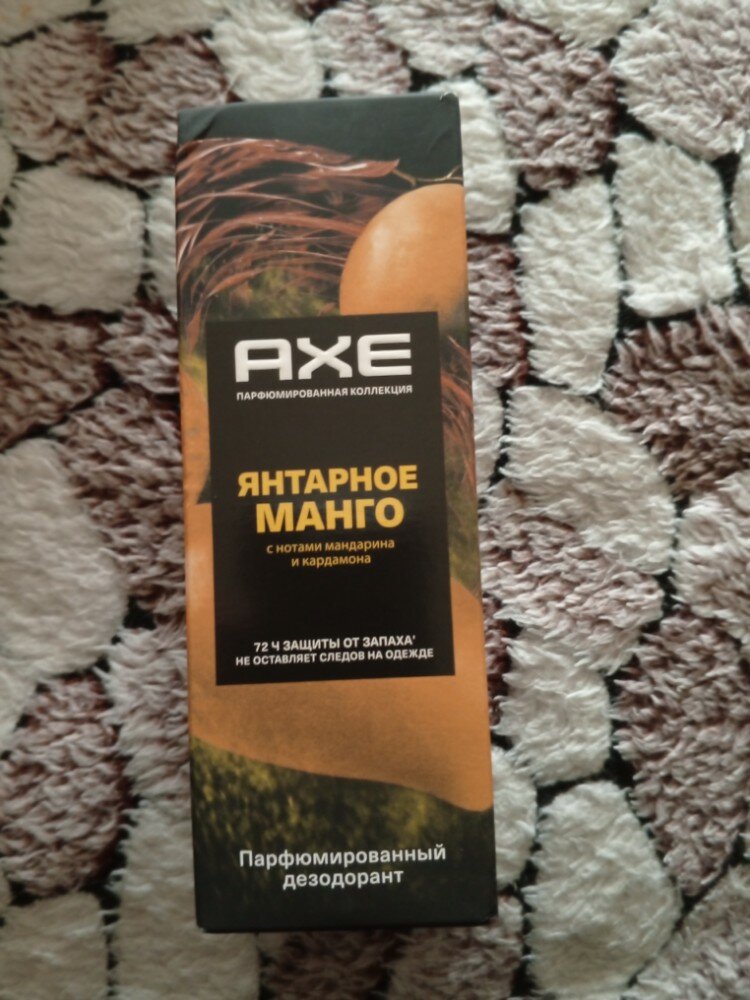 AXE
ПАРФЮМИРОВАННАЯ КОЛЛЕКЦИЯ
ЯНТАРНОЕ
МАНГО
с нотами мандарина
и кардамона
72 Ч ЗАЩИТЫ ОТ ЗАПАХА*
НЕ ОСТАВЛЯЕТ СЛЕДОВ НА ОДЕЖДЕ
Парфюмированный
дезодорант